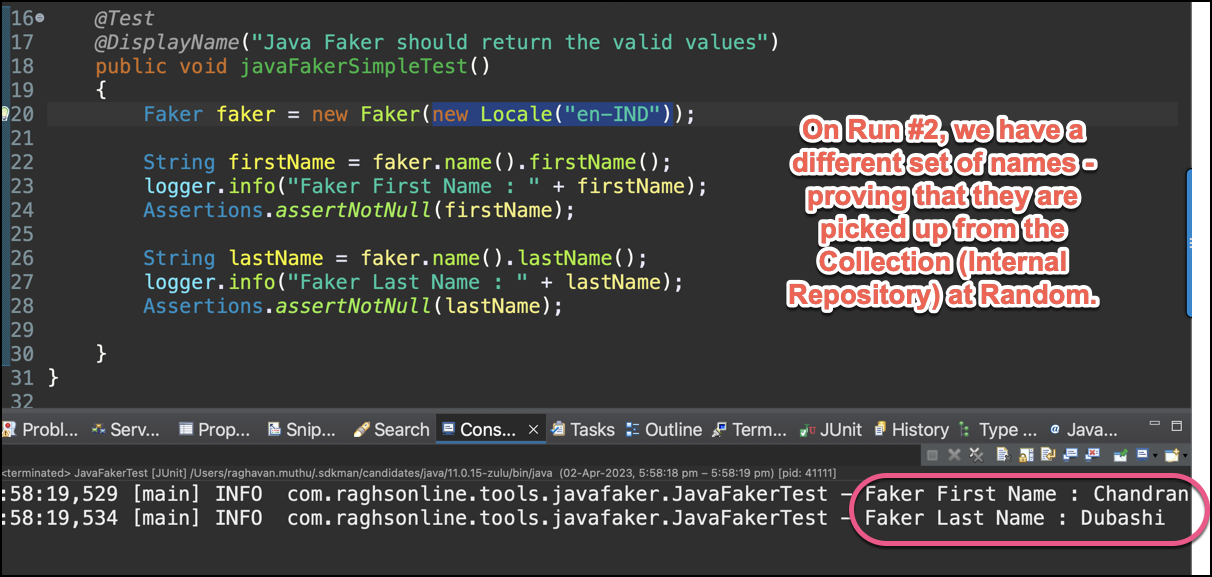 16 @Test
17 @DisplayName("Java Faker should return the valid values")
18 public void javaFakerSimpleTest()
19 {
20 Faker faker = new Faker(new Locale("en-IND"));
21
22 String firstName = faker.name().firstName();
23 logger.info("Faker First Name : " + firstName);
24 Assertions.assertNotNull(firstName);
25
26 String lastName = faker.name().lastName();
27 logger.info("Faker Last Name : " + lastName);
28 Assertions.assertNotNull(lastName);
29
30 }
31 }
32
On Run #2, we have a
different set of names -
proving that they are
picked up from the
Collection (Internal
Repository) at Random.
Probl... Serv... Prop... Snip... Search Cons... Tasks Outline Term... JUnit History Type ... Java...
<terminated> JavaFakerTest [JUnit] /Users/raghavan.muthu/.sdkman/candidates/java/11.0.15-zulu/bin/java (02-Apr-2023, 5:58:18 pm – 5:58:19 pm) [pid: 41111]
:58:19,529 [main] INFO com.raghsonline.tools.javafaker.JavaFakerTest – Faker First Name : Chandran
:58:19,534 [main] INFO com.raghsonline.tools.javafaker.JavaFakerTest – Faker Last Name : Dubashi